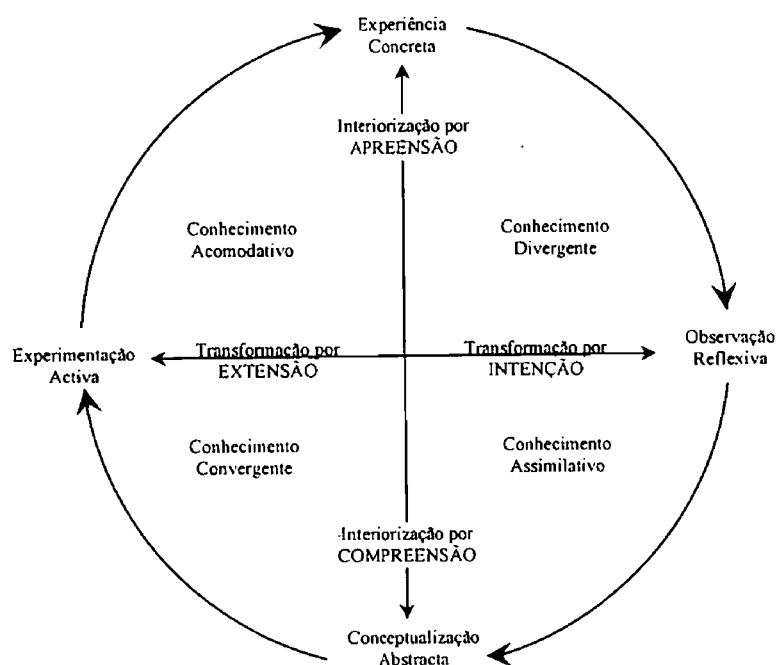 Experiência
Concreta
Interiorização por
APREENSÃO
Conhecimento
Acomodativo
Conhecimento
Divergente
Experimentação
Activa
Transformação por
EXTENSÃO
Transformação por
INTENÇÃO
Observação
Reflexiva
Conhecimento
Convergente
Conhecimento
Assimilativo
Interiorização por
COMPREENSÃO
Conceptualização
Abstracta